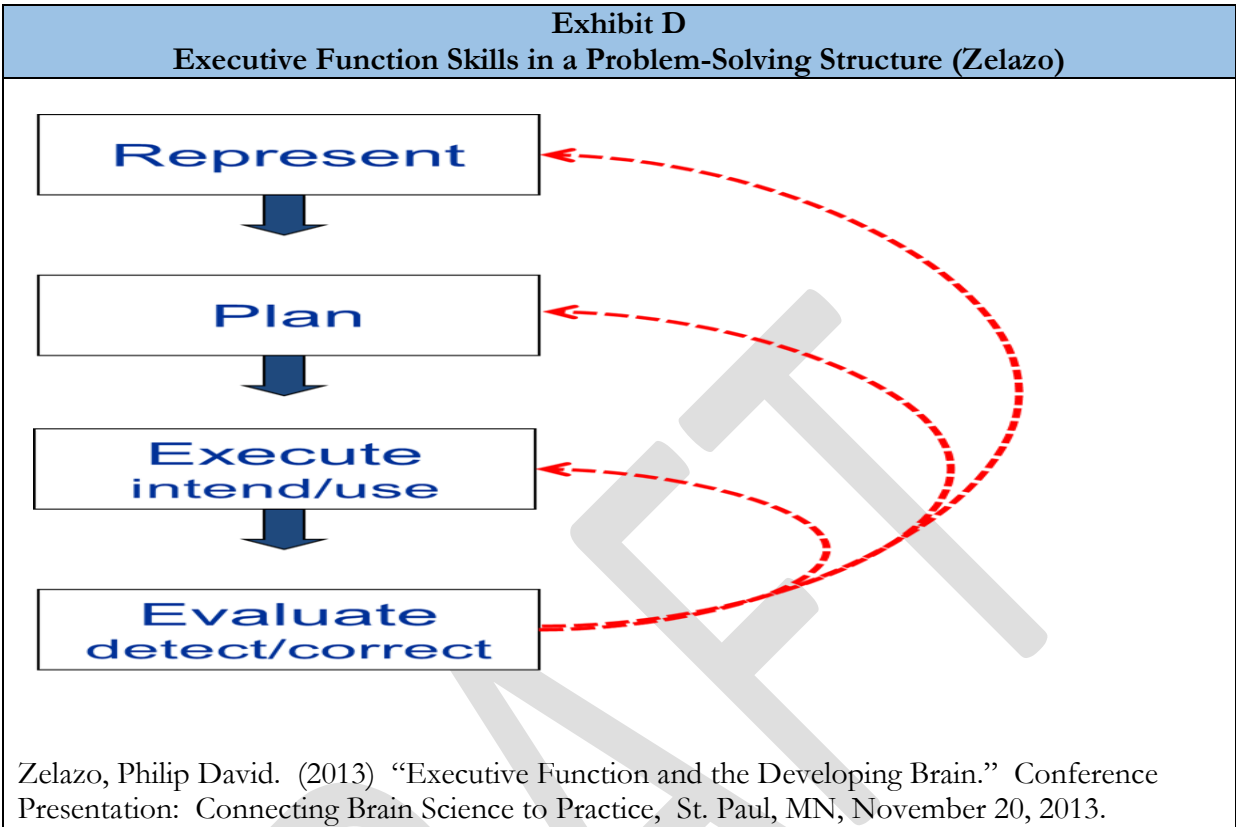 Exhibit D
Executive Function Skills in a Problem-Solving Structure (Zelazo)
Represent
Plan
Execute
intend/use
Evaluate
detect/correct
Zelazo, Philip David.  (2013)  “Executive Function and the Developing Brain.”  Conference
Presentation:  Connecting Brain Science to Practice,  St. Paul, MN, November 20, 2013.
DRAFT